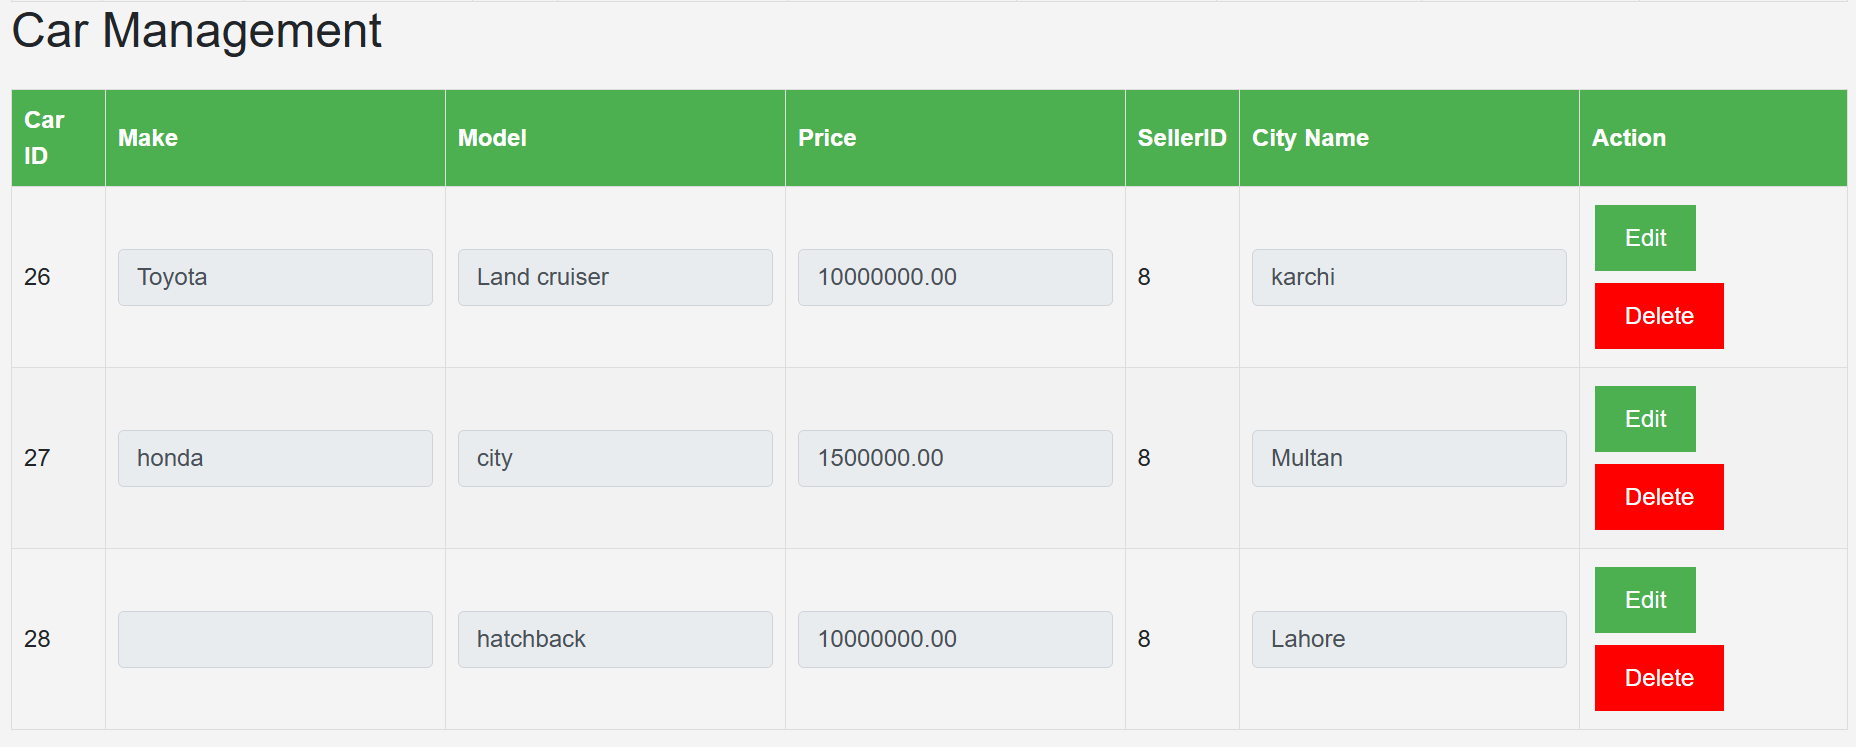 Car Management
Car ID Make Model Price SellerID City Name Action
26 Toyota Land cruiser 10000000.00 8 karchi Edit
Delete
27 honda city 1500000.00 8 Multan Edit
Delete
28 hatchback 10000000.00 8 Lahore Edit
Delete